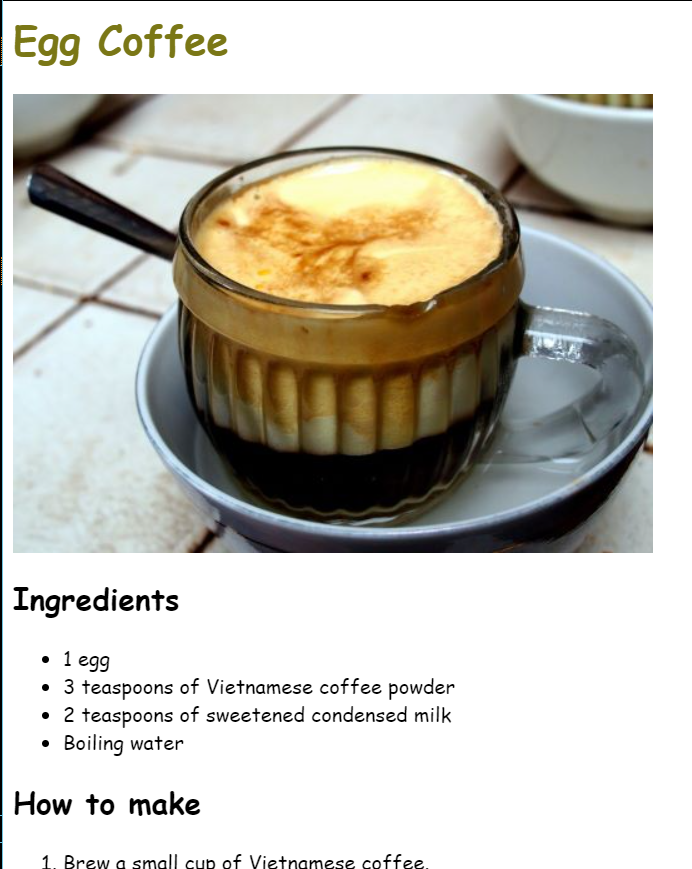 Egg Coffee
Ingredients
1 egg
3 teaspoons of Vietnamese coffee powder
2 teaspoons of sweetened condensed milk
Boiling water
How to make
1. Brew a small cup of Vietnamese coffee.